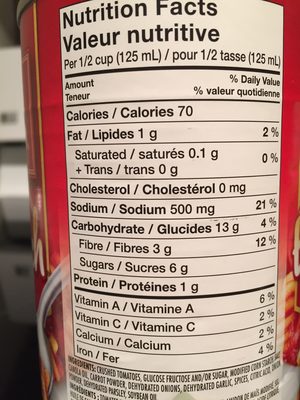 Nutrition Facts
Valeur nutritive
Per 1/2 cup (125 mL) / pour 1/2 tasse (125 mL)
Amount % Daily Value
Teneur % valeur quotidienne
Calories / Calories 70
Fat / Lipides 1 g 2 %
Saturated / saturés 0.1 g
+ Trans / trans 0 g 0 %
Cholesterol / Cholestérol 0 mg
Sodium / Sodium 500 mg 21 %
Carbohydrate / Glucides 13 g 4 %
Fibre / Fibres 3 g 12 %
Sugars / Sucres 6 g
Protein / Protéines 1 g
Vitamin A / Vitamine A 6 %
Vitamin C / Vitamine C 2 %
Calcium / Calcium 2 %
Iron / Fer 4 %
INGREDIENTS: CRUSHED TOMATOES, GLUCOSE FRUCTOSE AND/OR SUGAR, MODIFIED CORN STARCH, SALT,
CANOLA OIL, CARROT POWDER, DEHYDRATED ONIONS, DEHYDRATED GARLIC, SPICES, CITRIC ACID,
POWDER, DEHYDRATED PARSLEY, SOYBEAN OIL